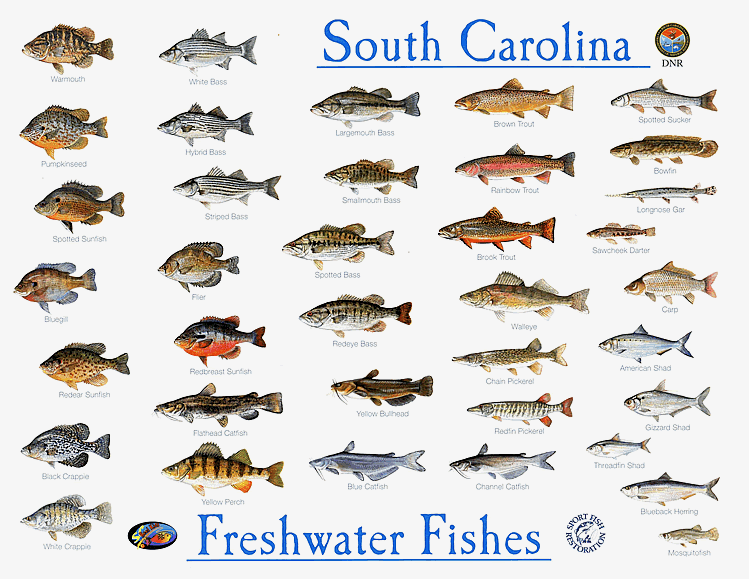 South Carolina
DNR
Warmouth
White Bass
Largemouth Bass
Brown Trout
Spotted Sucker
Pumpkinseed
Hybrid Bass
Smallmouth Bass
Rainbow Trout
Bowfin
Longnose Gar
Spotted Sunfish
Striped Bass
Spotted Bass
Brook Trout
Sawcheek Darter
Bluegill
Flier
Redeye Bass
Walleye
Carp
Redear Sunfish
Redbreast Sunfish
Yellow Bullhead
Chain Pickerel
American Shad
Black Crappie
Flathead Catfish
Blue Catfish
Redfin Pickerel
Gizzard Shad
White Crappie
Yellow Perch
Channel Catfish
Threadfin Shad
Blueback Herring
Mosquitofish
Freshwater Fishes
SPORT FISH
RESTORATION